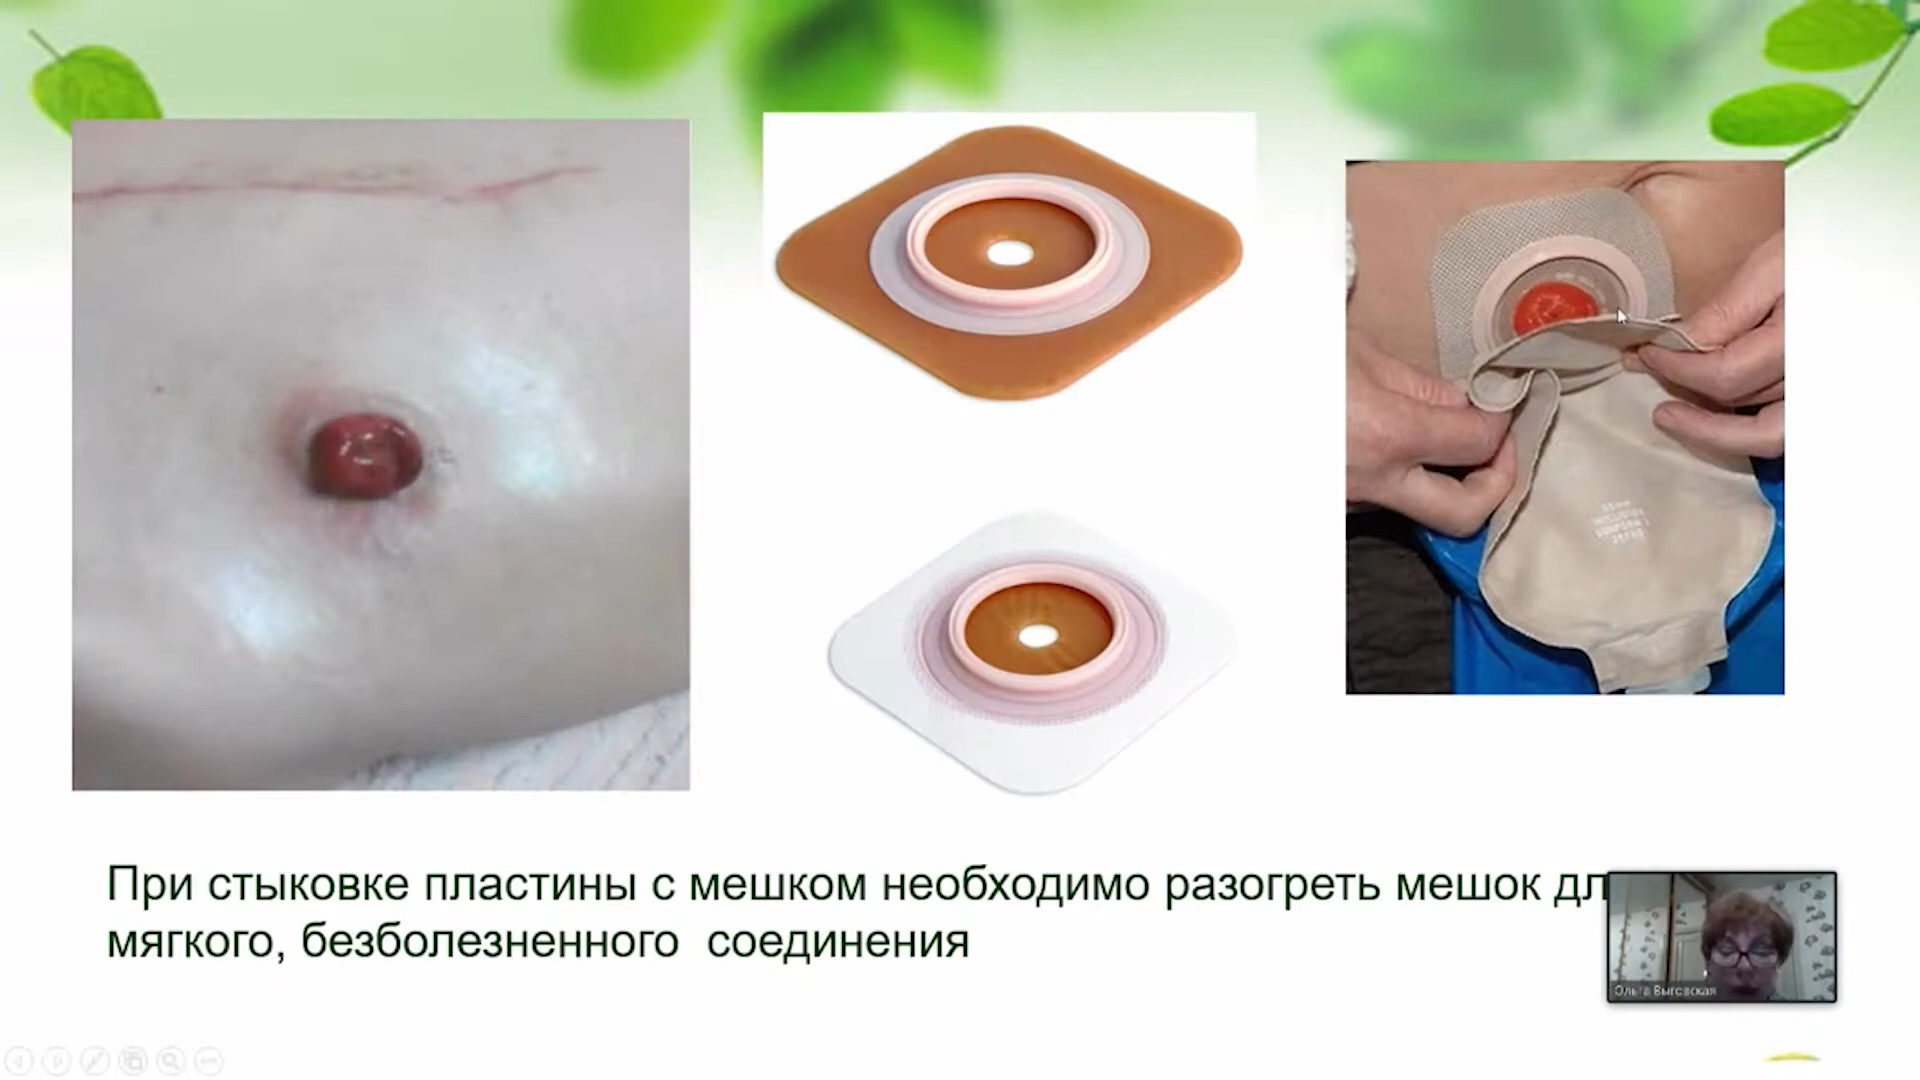 При стыковке пластины с мешком необходимо разогреть мешок дл
мягкого, безболезненного соединения
Ольга Выговская